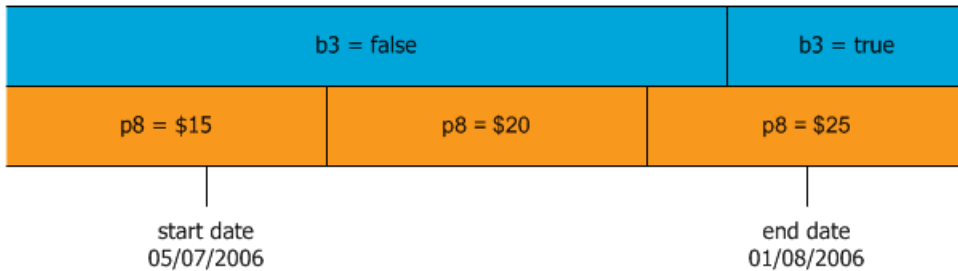 b3 = false
b3 = true
p8 = $15
p8 = $20
p8 = $25
start date
05/07/2006
end date
01/08/2006